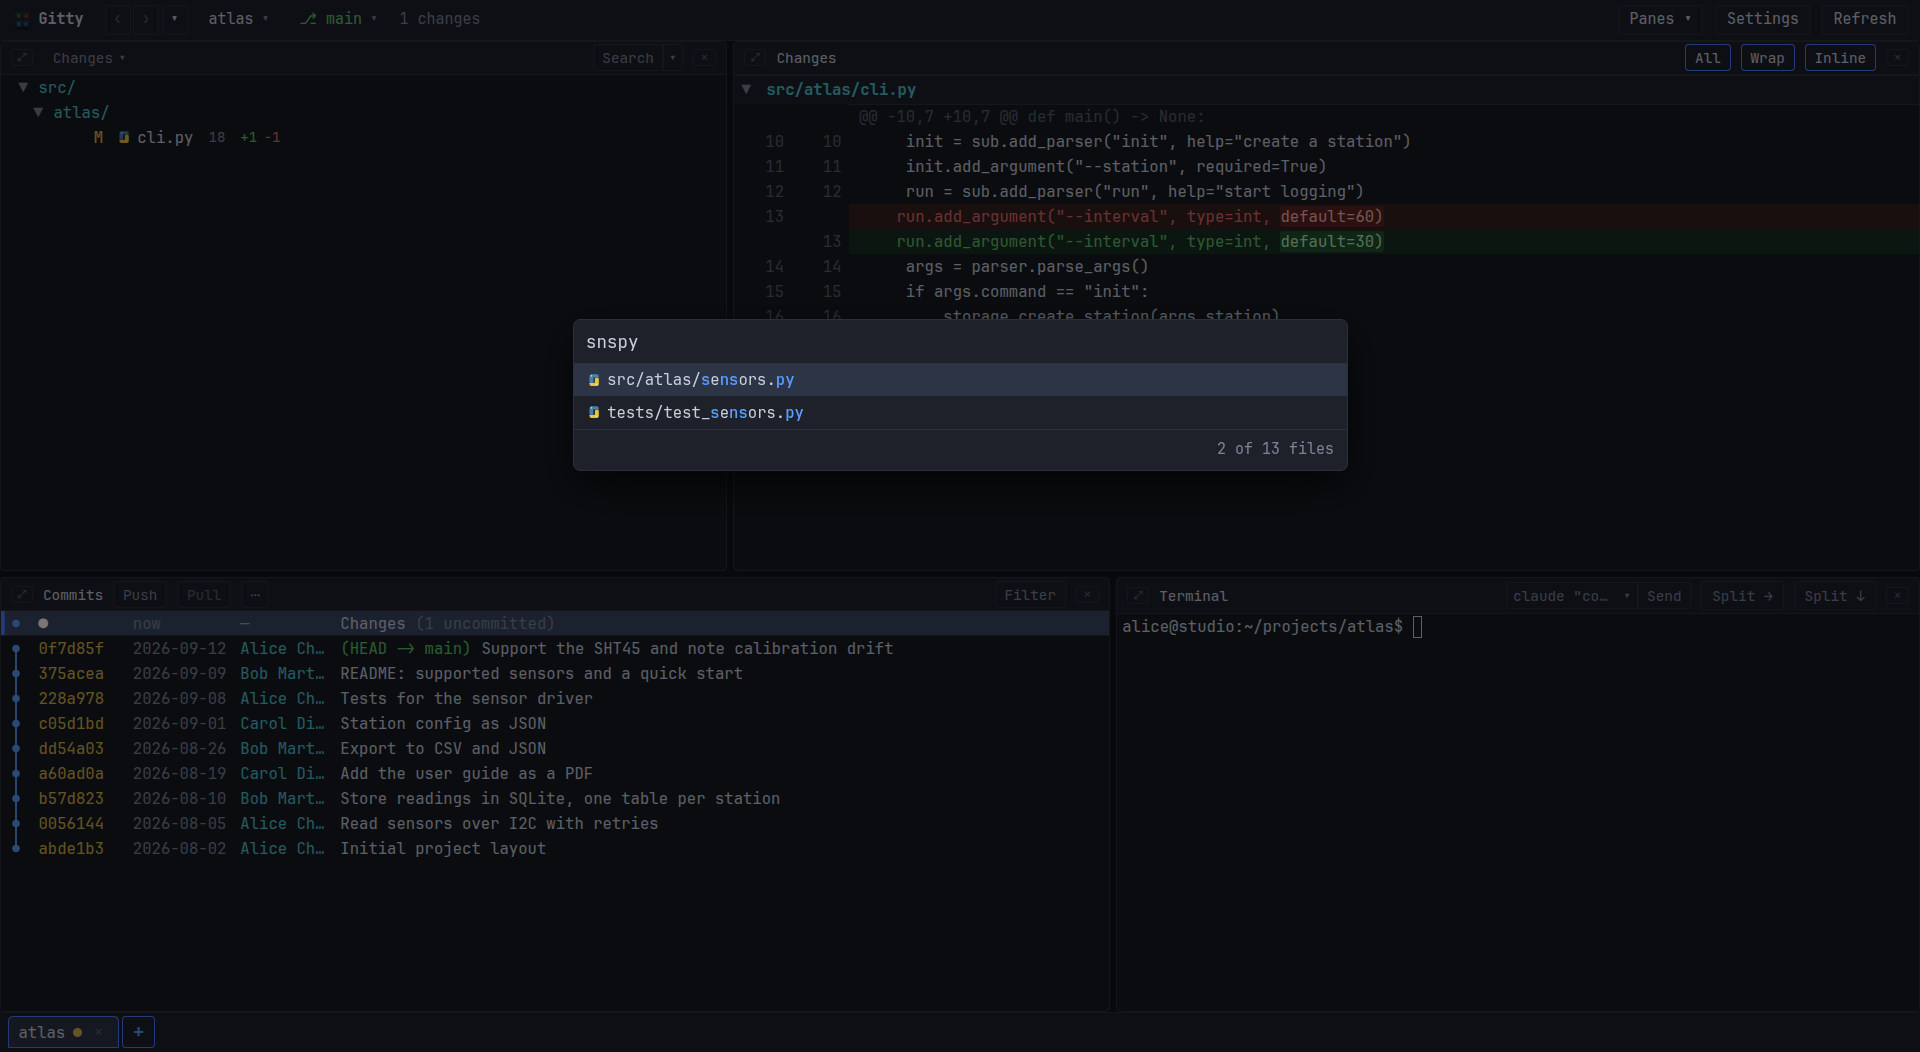 Gitty ‹ › ▾ atlas ▾ ⎇ main ▾ 1 changes Panes ▾ Settings Refresh
Changes ▾ Search ▾ ×
▼ src/
▼ atlas/
M cli.py 18 +1 -1
Changes All Wrap Inline ×
▼ src/atlas/cli.py
@@ -10,7 +10,7 @@ def main() -> None:
10 10 init = sub.add_parser("init", help="create a station")
11 11 init.add_argument("--station", required=True)
12 12 run = sub.add_parser("run", help="start logging")
13 run.add_argument("--interval", type=int, default=60)
13 run.add_argument("--interval", type=int, default=30)
14 14 args = parser.parse_args()
15 15 if args.command == "init":
16 16 storage.create_station(args.station)
snspy
src/atlas/sensors.py
tests/test_sensors.py
2 of 13 files
Commits Push Pull ⋯ Filter ×
● now — Changes (1 uncommitted)
0f7d85f 2026-09-12 Alice Ch… (HEAD -> main) Support the SHT45 and note calibration drift
375acea 2026-09-09 Bob Mart… README: supported sensors and a quick start
228a978 2026-09-08 Alice Ch… Tests for the sensor driver
c05d1bd 2026-09-01 Carol Di… Station config as JSON
dd54a03 2026-08-26 Bob Mart… Export to CSV and JSON
a60ad0a 2026-08-19 Carol Di… Add the user guide as a PDF
b57d823 2026-08-10 Bob Mart… Store readings in SQLite, one table per station
0056144 2026-08-05 Alice Ch… Read sensors over I2C with retries
abde1b3 2026-08-02 Alice Ch… Initial project layout
Terminal claude "co… ▾ Send Split → Split ↓ ×
alice@studio:~/projects/atlas$
atlas ● × +